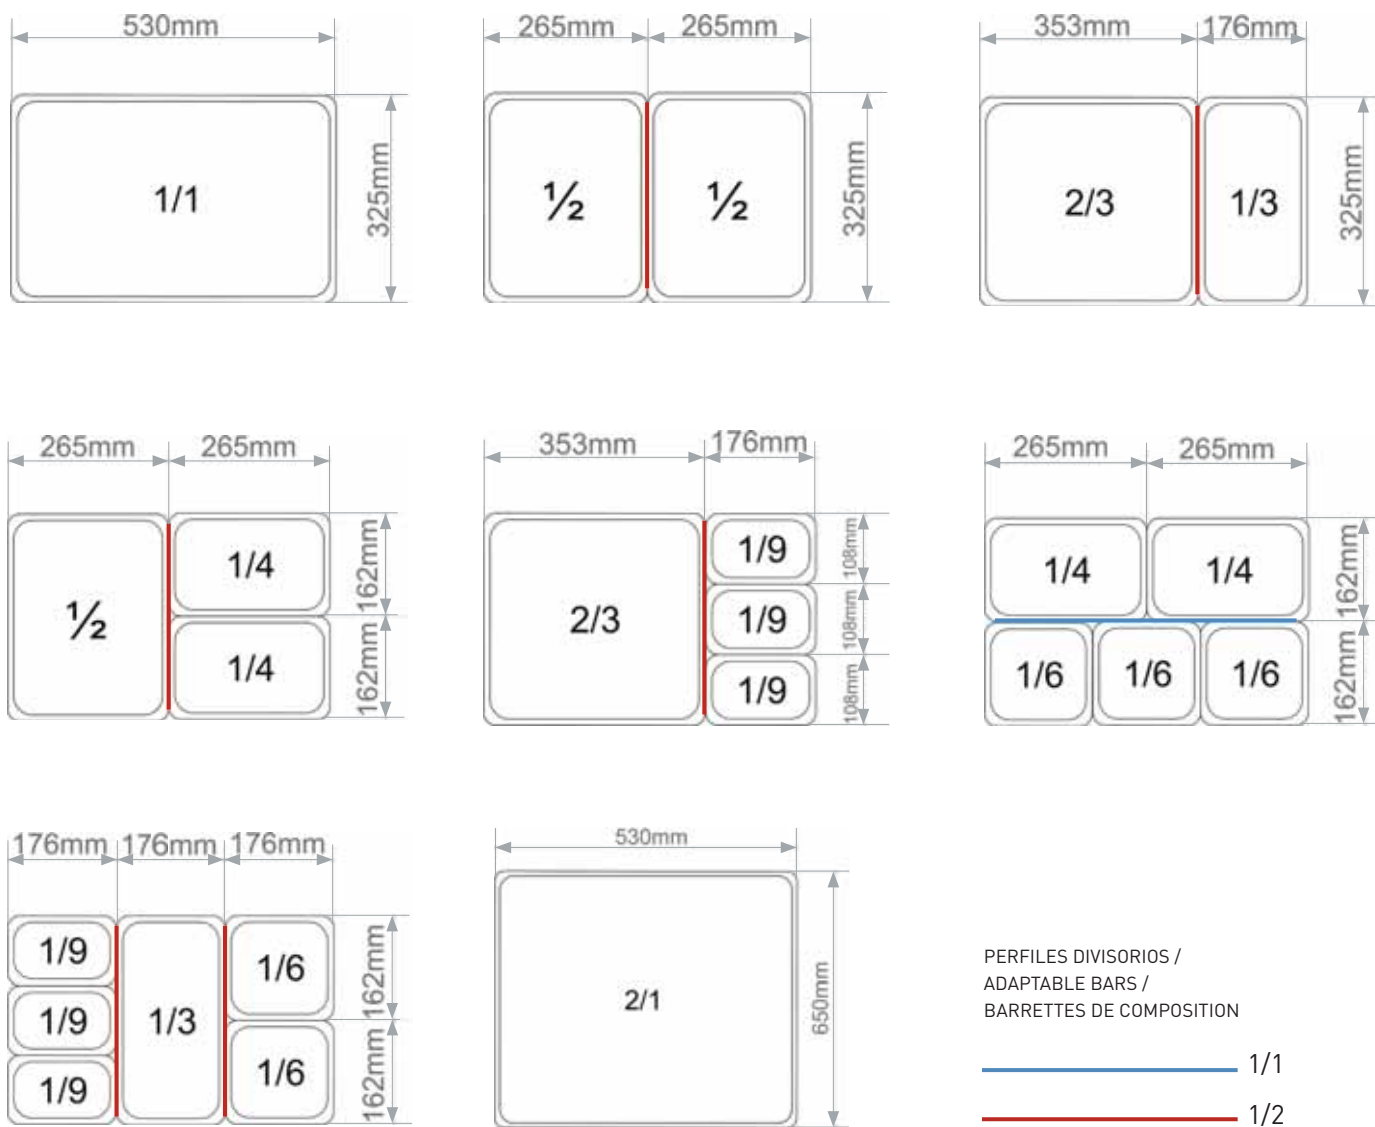 530mm
325mm
1/1
265mm 265mm
325mm
½ ½
353mm 176mm
325mm
2/3 1/3
265mm 265mm
½
1/4
1/4
162mm
162mm
353mm 176mm
2/3
1/9
1/9
1/9
108mm
108mm
108mm
265mm 265mm
1/4 1/4
1/6 1/6 1/6
162mm
162mm
176mm 176mm 176mm
1/9
1/9
1/9
1/3
1/6
1/6
162mm
162mm
530mm
2/1
650mm
PERFILES DIVISORIOS /
ADAPTABLE BARS /
BARRETTES DE COMPOSITION
1/1
1/2